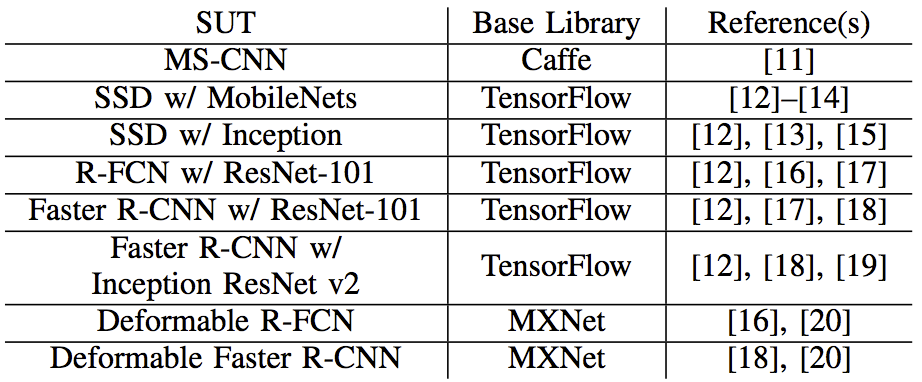 SUT Base Library Reference(s)
MS-CNN Caffe [11]
SSD w/ MobileNets TensorFlow [12]–[14]
SSD w/ Inception TensorFlow [12], [13], [15]
R-FCN w/ ResNet-101 TensorFlow [12], [16], [17]
Faster R-CNN w/ ResNet-101 TensorFlow [12], [17], [18]
Faster R-CNN w/
Inception ResNet v2 TensorFlow [12], [18], [19]
Deformable R-FCN MXNet [16], [20]
Deformable Faster R-CNN MXNet [18], [20]